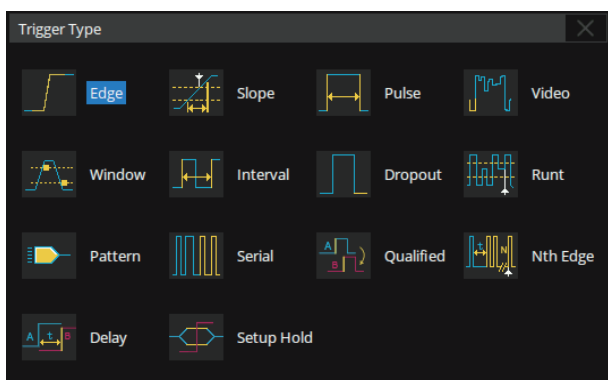 Trigger Type
Edge Slope Pulse Video
Window Interval Dropout Runt
Pattern Serial A B Qualified t N Nth Edge
A t B Delay Setup Hold